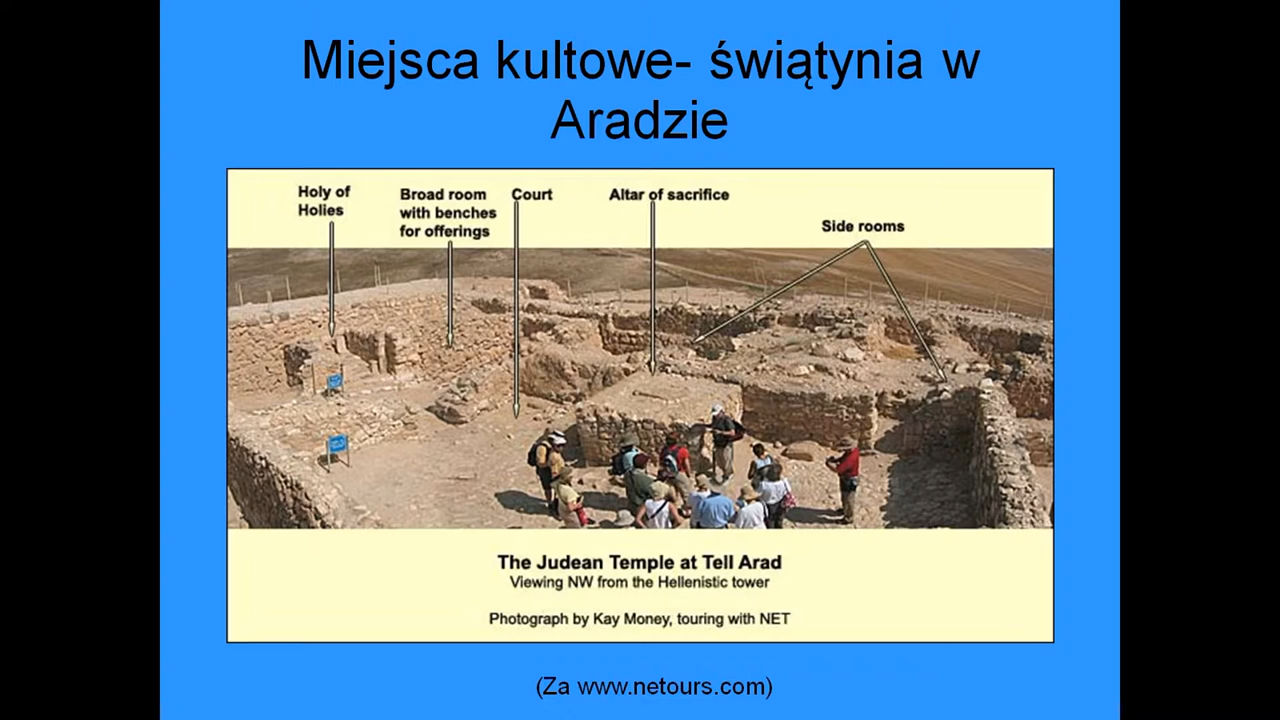 Miejsca kultowe- świątynia w
Aradzie
Holy of
Holies
Broad room
with benches
for offerings
Court
Altar of sacrifice
Side rooms
The Judean Temple at Tell Arad
Viewing NW from the Hellenistic tower
Photograph by Kay Money, touring with NET
(Za www.netours.com)